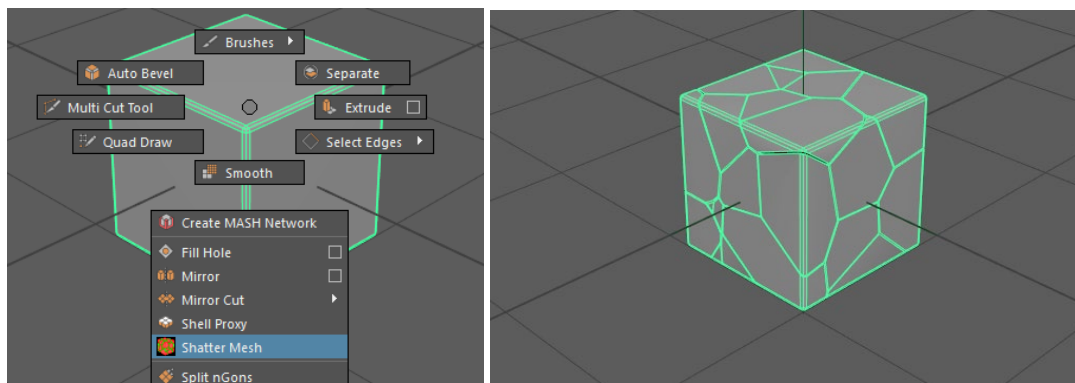 Brushes
Auto Bevel
Separate
Multi Cut Tool
Extrude
Quad Draw
Select Edges
Smooth
Create MASH Network
Fill Hole
Mirror
Mirror Cut
Shell Proxy
Shatter Mesh
Split nGons